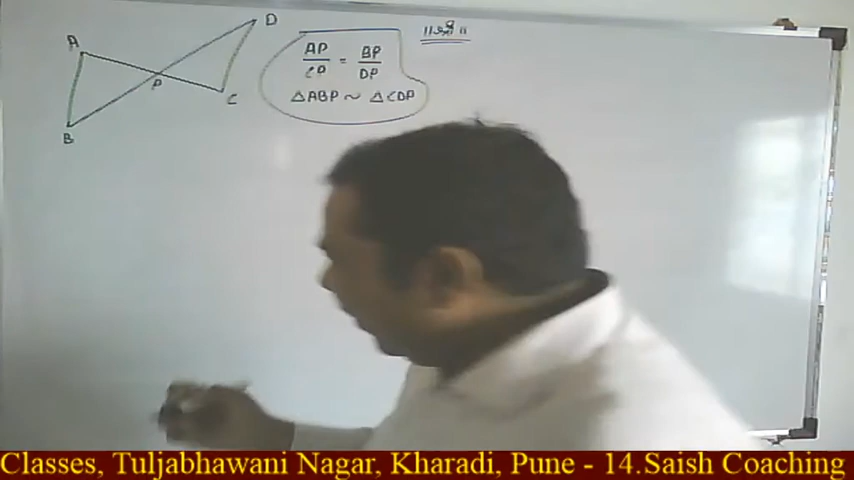 A
D
P
C
B
AP/CP = BP/DP
△ABP ~ △CDP
॥श्री॥
Classes, Tuljabhawani Nagar, Kharadi, Pune - 14.Saish Coaching